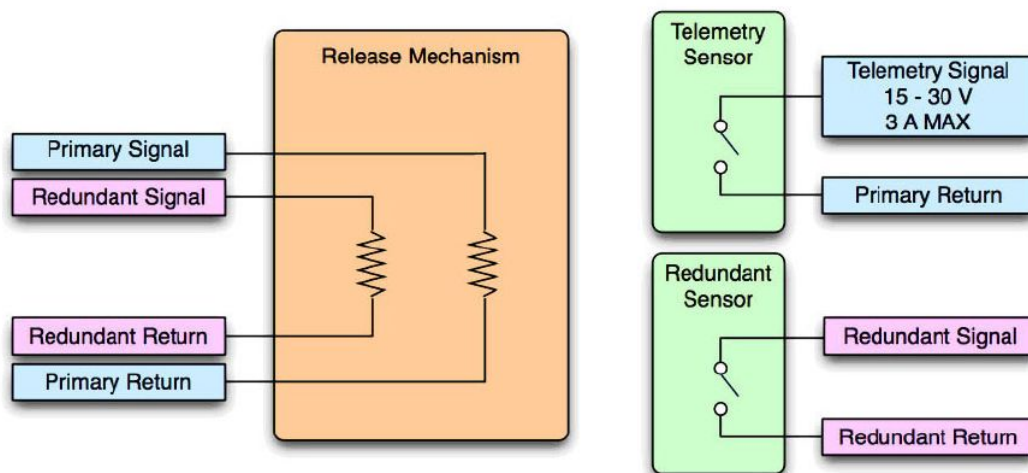 Release Mechanism
Primary Signal
Redundant Signal
Redundant Return
Primary Return
Telemetry
Sensor
Telemetry Signal
15 - 30 V
3 A MAX
Primary Return
Redundant
Sensor
Redundant Signal
Redundant Return